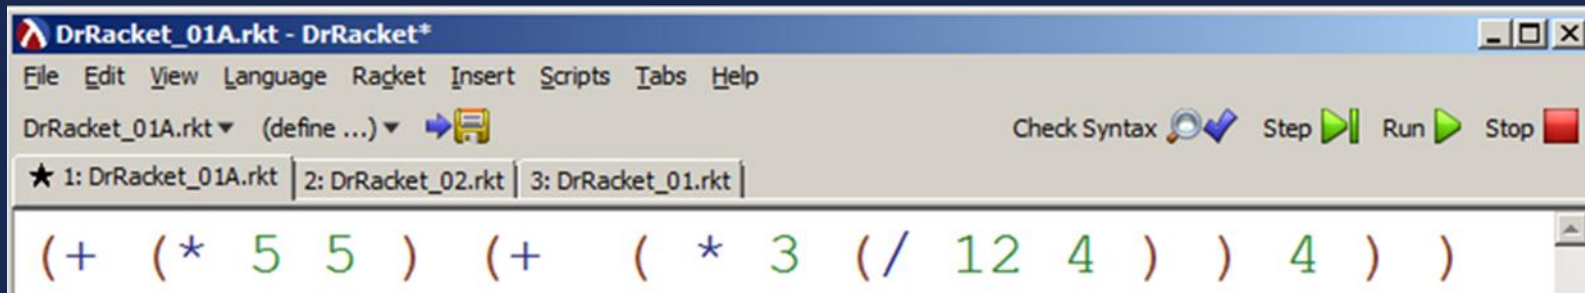 DrRacket_01A.rkt - DrRacket*
File Edit View Language Racket Insert Scripts Tabs Help
DrRacket_01A.rkt (define ...) Check Syntax Step Run Stop
★ 1: DrRacket_01A.rkt 2: DrRacket_02.rkt 3: DrRacket_01.rkt
(+ (* 5 5 ) (+ ( * 3 (/ 12 4 ) ) 4 ) )